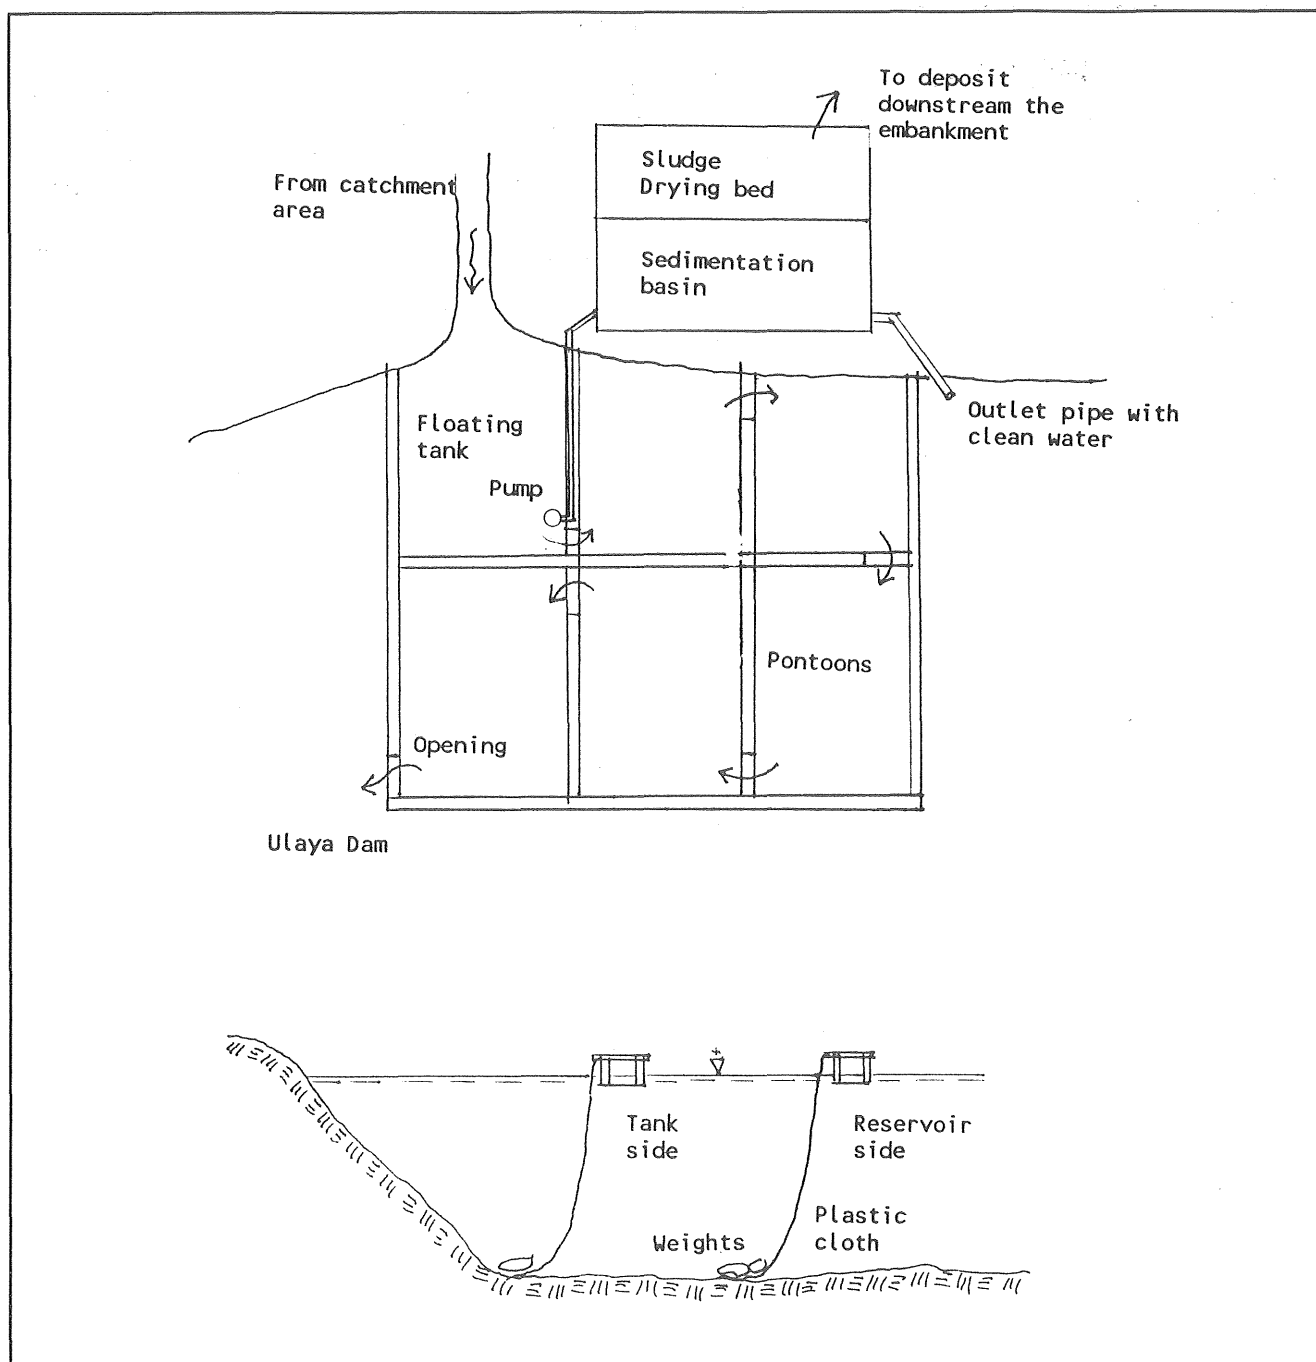 To deposit
downstream the
embankment
Sludge
Drying bed
From catchment
area
Sedimentation
basin
Floating
tank
Outlet pipe with
clean water
Pump
Pontoons
Opening
Ulaya Dam
Tank
side
Reservoir
side
Plastic
cloth
Weights